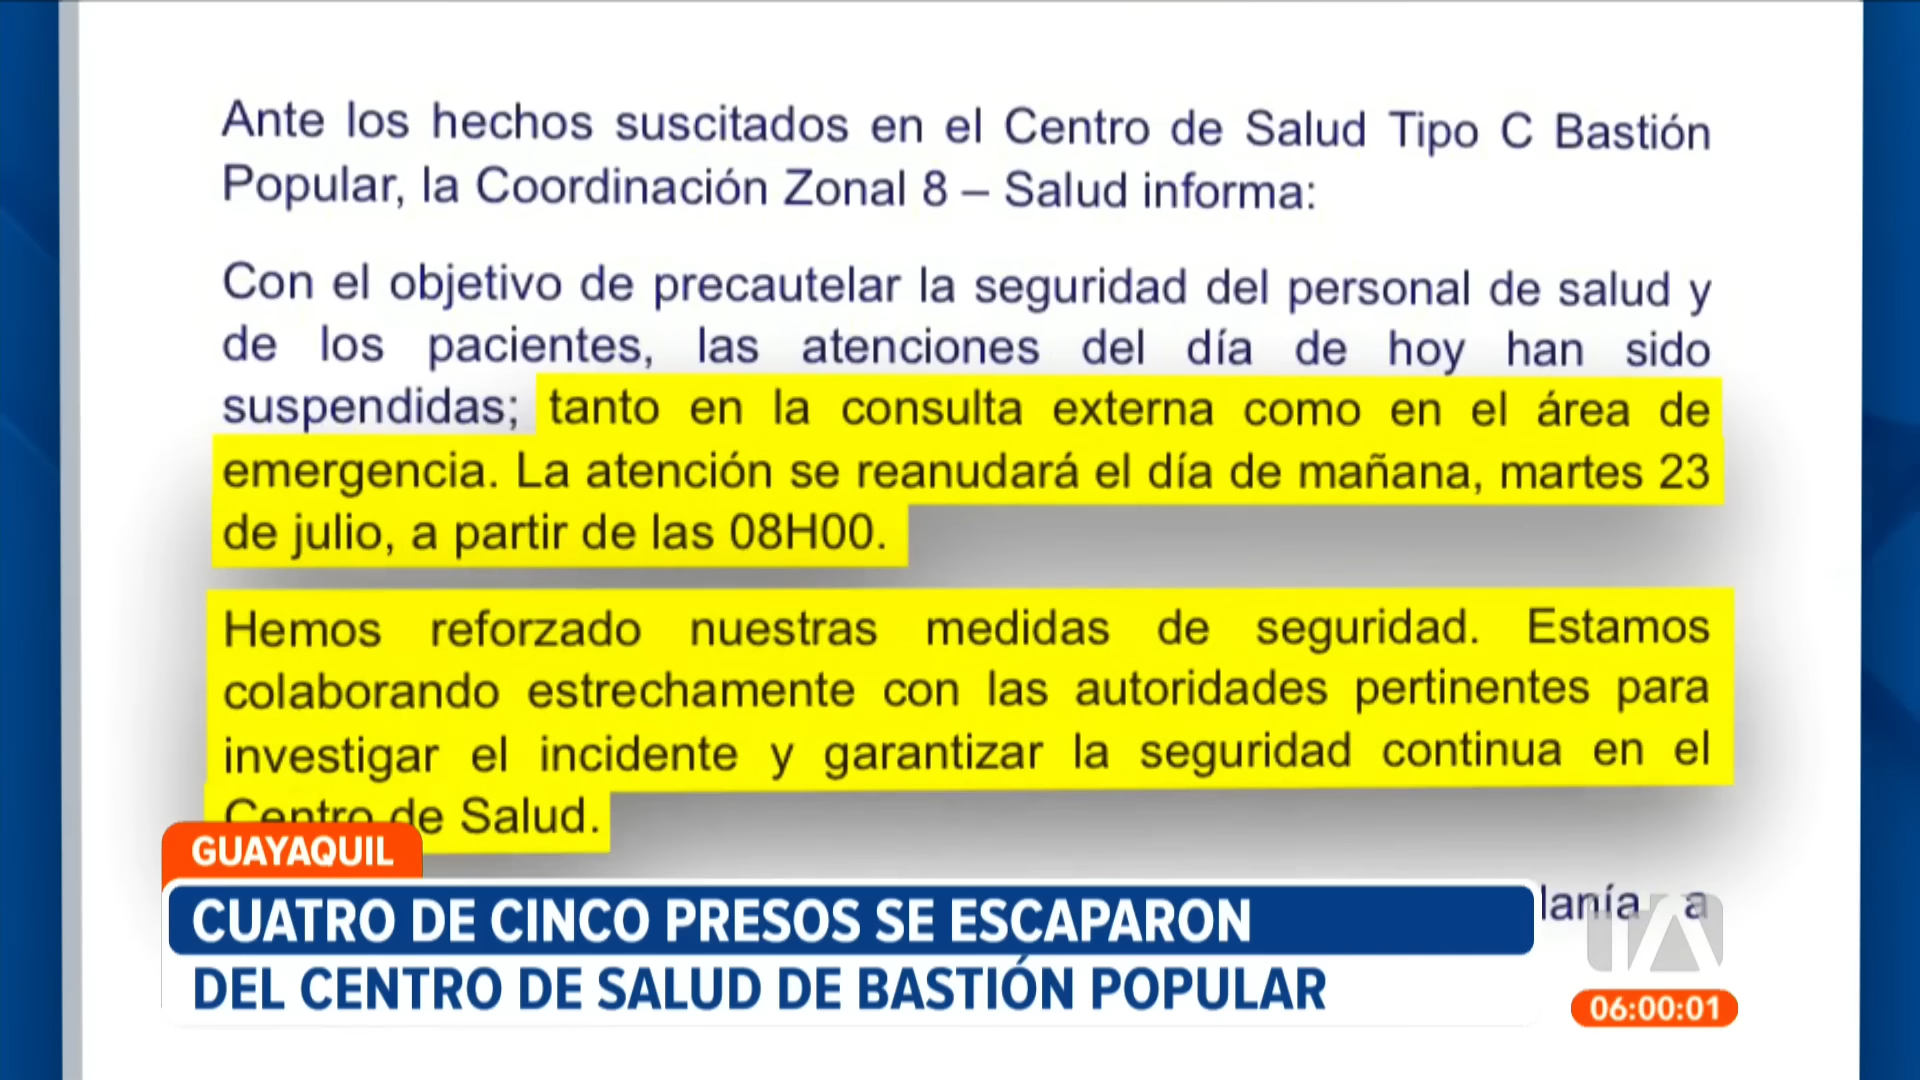 Ante los hechos suscitados en el Centro de Salud Tipo C Bastión
Popular, la Coordinación Zonal 8 – Salud informa:
Con el objetivo de precautelar la seguridad del personal de salud y
de los pacientes, las atenciones del día de hoy han sido
suspendidas; tanto en la consulta externa como en el área de
emergencia. La atención se reanudará el día de mañana, martes 23
de julio, a partir de las 08H00.
Hemos reforzado nuestras medidas de seguridad. Estamos
colaborando estrechamente con las autoridades pertinentes para
investigar el incidente y garantizar la seguridad continua en el
Centro de Salud.
a
GUAYAQUIL
CUATRO DE CINCO PRESOS SE ESCAPARON
DEL CENTRO DE SALUD DE BASTIÓN POPULAR
TA
06:00:01